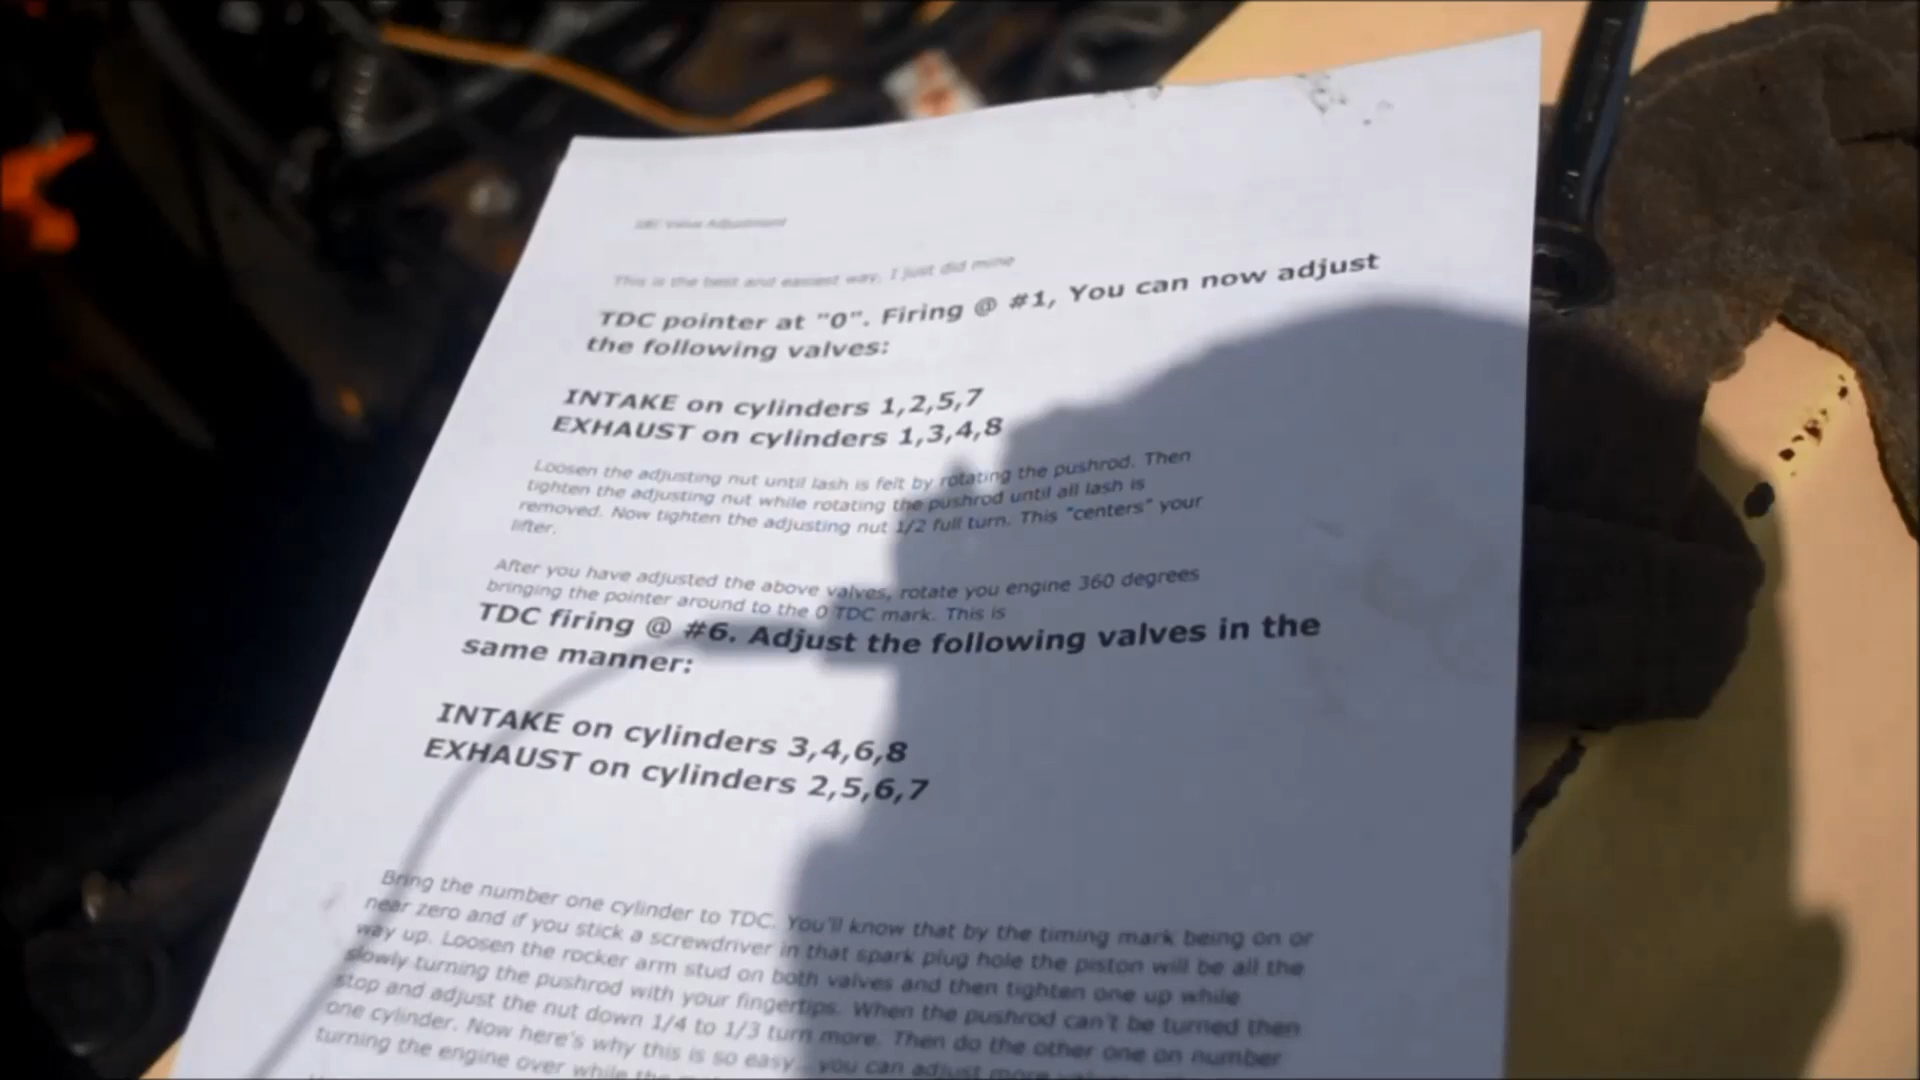 SBC Valve Adjustment
This is the best and easiest way. I just did mine
TDC pointer at "0". Firing @ #1, You can now adjust
the following valves:
INTAKE on cylinders 1,2,5,7
EXHAUST on cylinders 1,3,4,8
Loosen the adjusting nut until lash is felt by rotating the pushrod. Then
tighten the adjusting nut while rotating the pushrod until all lash is
removed. Now tighten the adjusting nut 1/2 full turn. This "centers" your
lifter.
After you have adjusted the above valves, rotate you engine 360 degrees
bringing the pointer around to the 0 TDC mark. This is
TDC firing @ #6. Adjust the following valves in the
same manner:
INTAKE on cylinders 3,4,6,8
EXHAUST on cylinders 2,5,6,7
Bring the number one cylinder to TDC. You'll know that by the timing mark being on or
near zero and if you stick a screwdriver in that spark plug hole the piston will be all the
way up. Loosen the rocker arm stud on both valves and then tighten one up while
slowly turning the pushrod with your fingertips. When the pushrod can't be turned then
stop and adjust the nut down 1/4 to 1/3 turn more. Then do the other one on number
one cylinder. Now here's why this is so easy... you can adjust more
turning the engine over while the